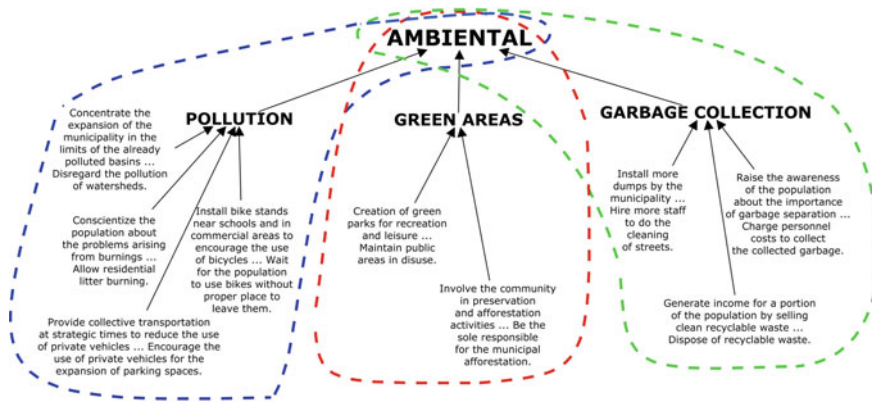 AMBIENTAL
POLLUTION
GREEN AREAS
GARBAGE COLLECTION
Concentrate the
expansion of the
municipality in the
limits of the already
polluted basins ...
Disregard the pollution
of watersheds.
Conscientize the
population about
the problems arising
from burnings ...
Allow residential
litter burning.
Install bike stands
near schools and in
commercial areas to
encourage the use
of bicycles ... Wait
for the population
to use bikes without
proper place to
leave them.
Provide collective transportation
at strategic times to reduce the use
of private vehicles ... Encourage the
use of private vehicles for the
expansion of parking spaces.
Creation of green
parks for recreation
and leisure ...
Maintain public
areas in disuse.
Involve the community
in preservation
and afforestation
activities ... Be the
sole responsible
for the municipal
afforestation.
Install more
dumps by the
municipality ...
Hire more staff
to do the
cleaning
of streets.
Raise the awareness
of the population
about the importance
of garbage separation ...
Charge personnel
costs to collect
the collected garbage.
Generate income for a portion
of the population by selling
clean recyclable waste ...
Dispose of recyclable waste.